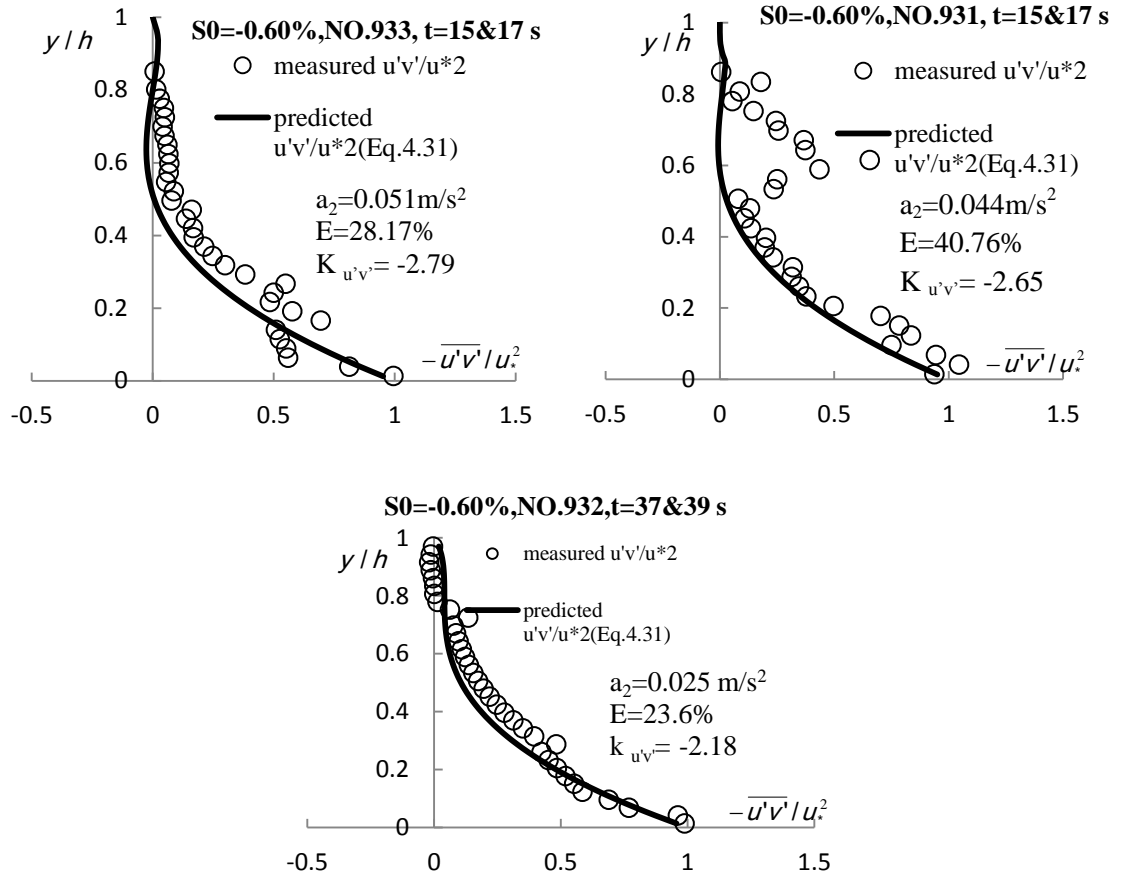 S0=-0.60%,NO.933, t=15&17 s
y / h
measured u'v'/u*2
predicted
u'v'/u*2(Eq.4.31)
a2=0.051m/s²
E=28.17%
K u'v'= -2.79
−u'v' / u*²
1
0.8
0.6
0.4
0.2
0
-0.5
0
0.5
1
1.5
S0=-0.60%,NO.931, t=15&17 s
y / h
measured u'v'/u*2
predicted
u'v'/u*2(Eq.4.31)
a2=0.044m/s²
E=40.76%
K u'v'= -2.65
−u'v' / u*²
1
0.8
0.6
0.4
0.2
0
-0.5
0
0.5
1
1.5
S0=-0.60%,NO.932,t=37&39 s
y / h
measured u'v'/u*2
predicted
u'v'/u*2(Eq.4.31)
a2=0.025 m/s²
E=23.6%
k u'v'= -2.18
−u'v' / u*²
1
0.8
0.6
0.4
0.2
0
-0.5
0
0.5
1
1.5